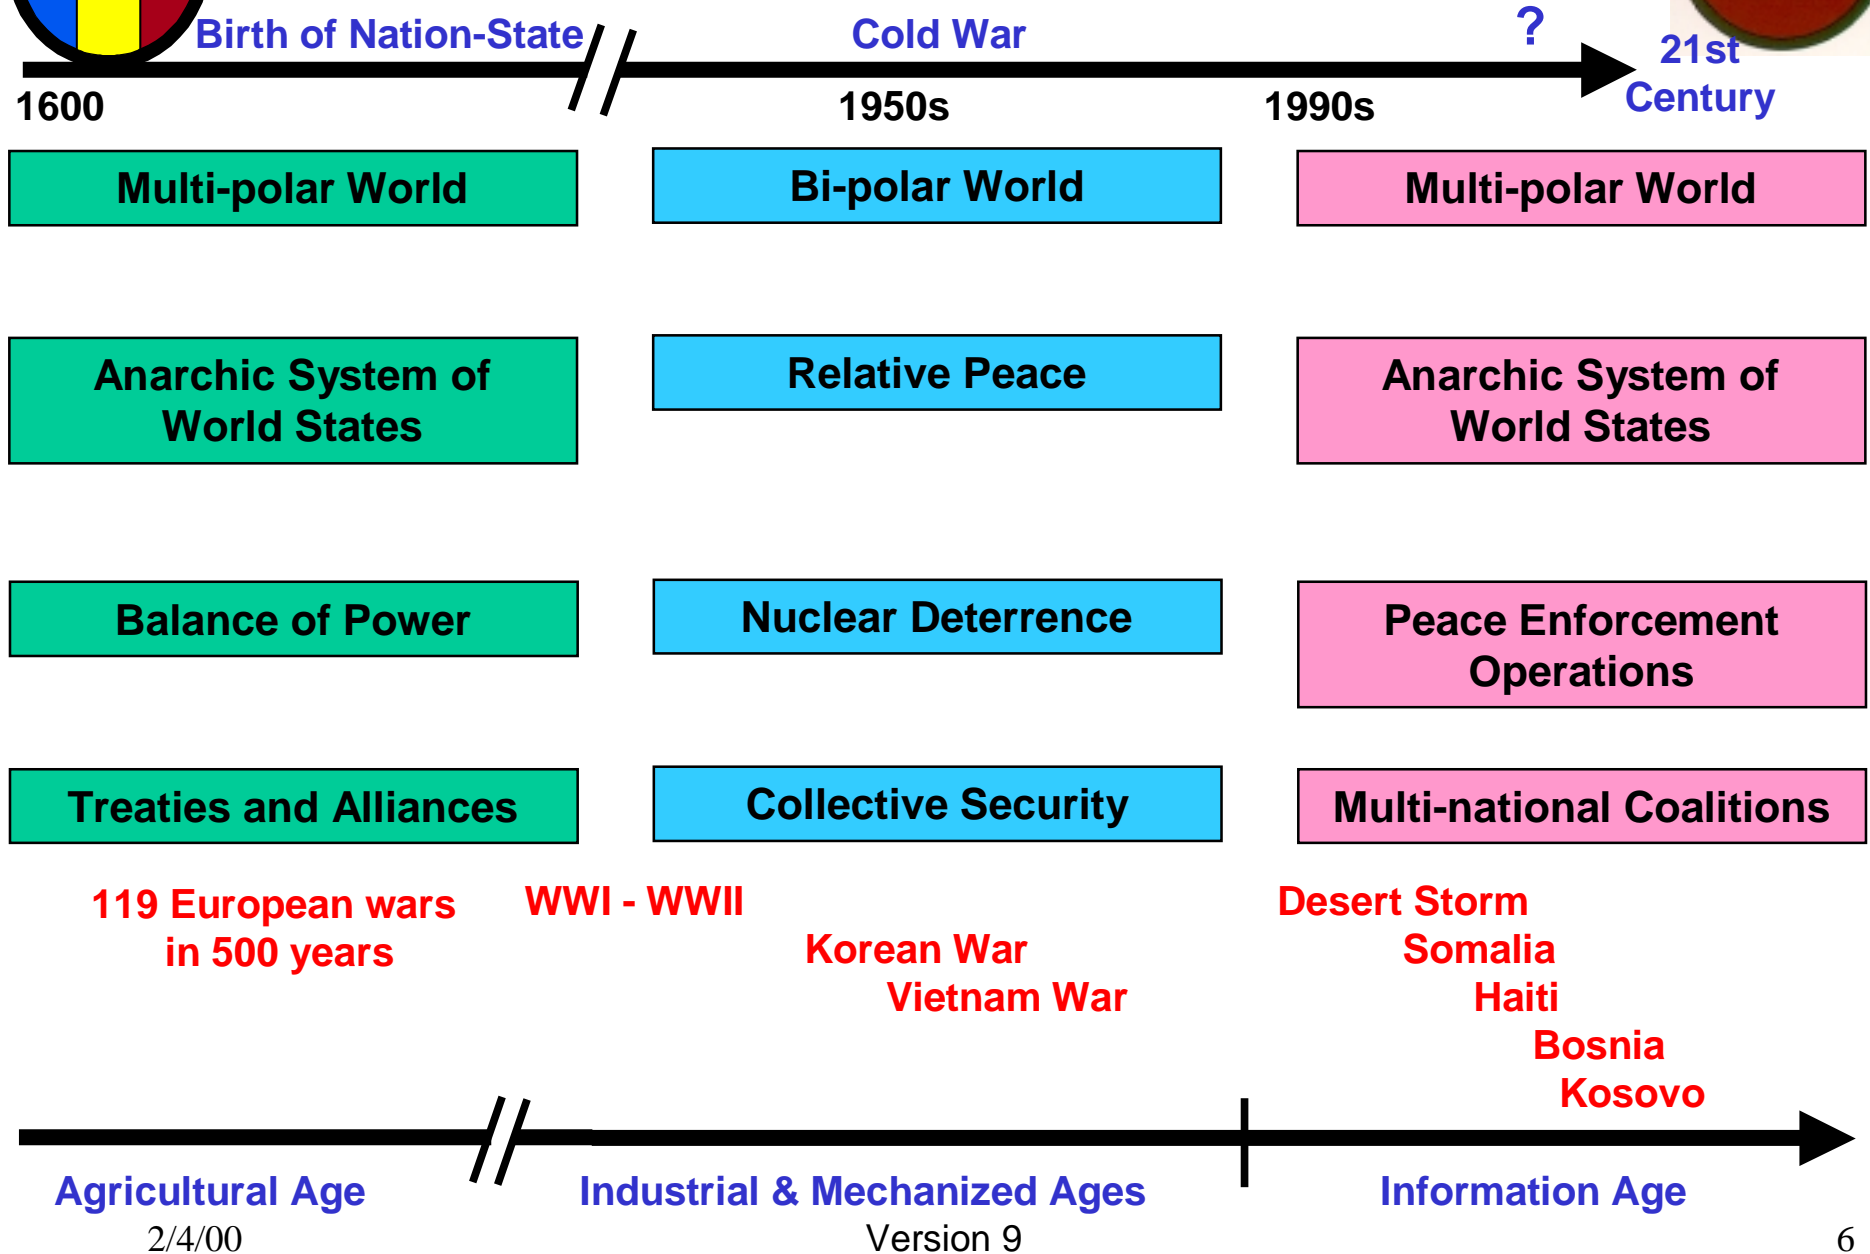 Birth of Nation-State
Cold War
?
21st
Century
1600
1950s
1990s
Multi-polar World
Bi-polar World
Multi-polar World
Anarchic System of
World States
Relative Peace
Anarchic System of
World States
Balance of Power
Nuclear Deterrence
Peace Enforcement
Operations
Treaties and Alliances
Collective Security
Multi-national Coalitions
119 European wars
in 500 years
WWI - WWII
Korean War
Vietnam War
Desert Storm
Somalia
Haiti
Bosnia
Kosovo
Agricultural Age
Industrial & Mechanized Ages
Information Age
2/4/00
Version 9
6